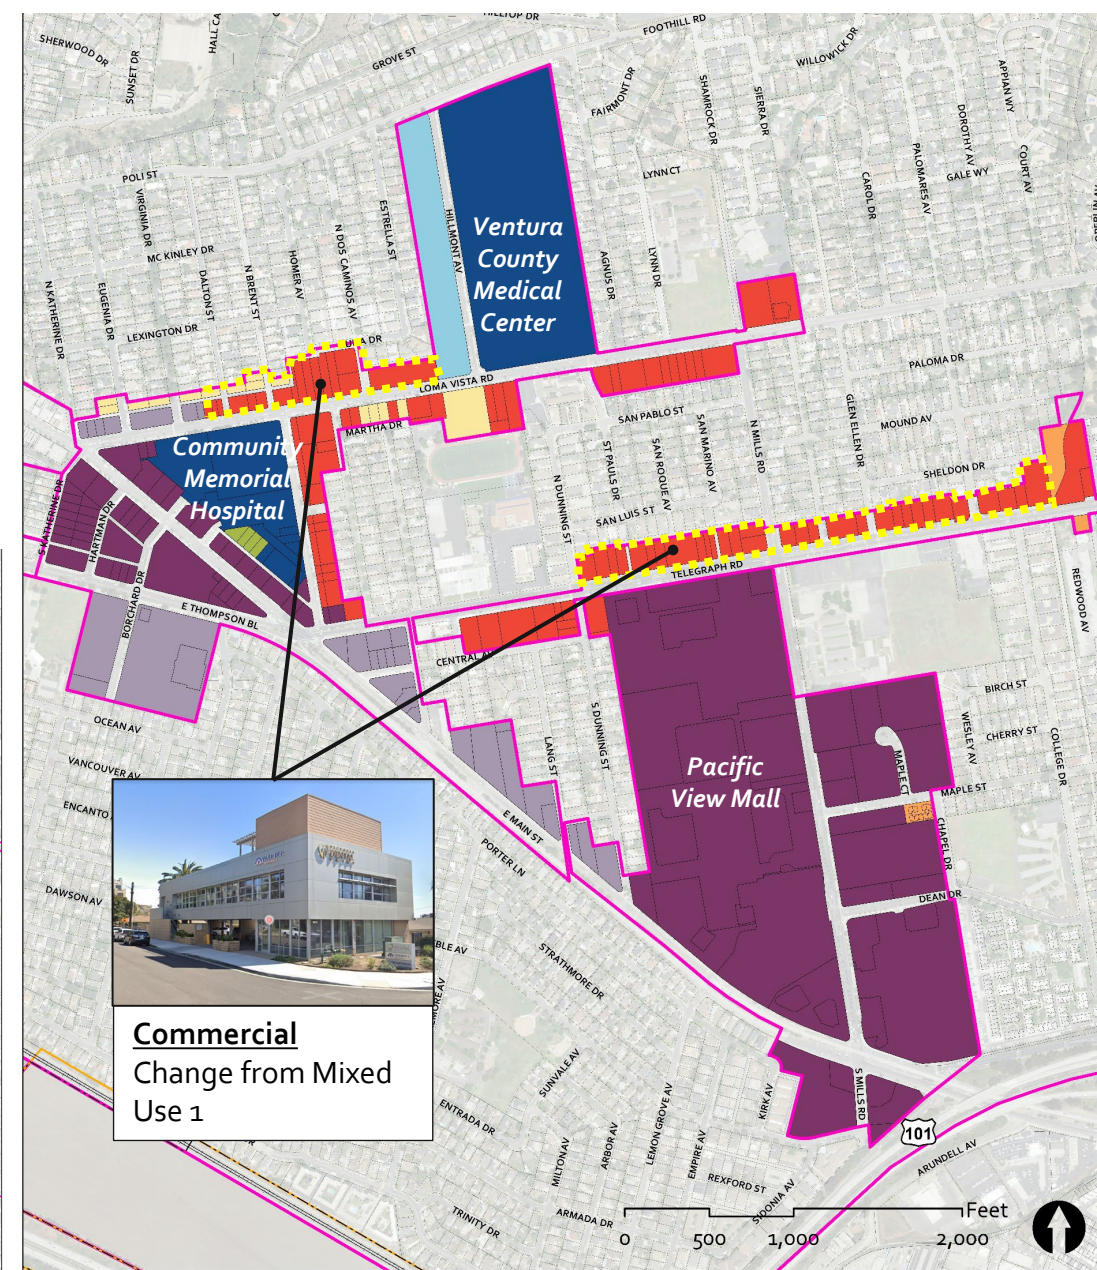 HILLTOP DR
FOOTHILL RD
SHERWOOD DR
SUNSET DR
HALL CA
GROVE ST
WILLOWICK DR
FAIRMONT DR
SHAMROCK DR
SIERRA DR
APPIAN WY
DOROTHY AV
PALOMARES AV
COURT AV
GALE WY
LYNN CT
CAROL DR
POLI ST
VIRGINIA DR
ESTRELLA ST
HILLMONT AV
Ventura
County
Medical
Center
MC KINLEY DR
N DOS CAMINOS AV
HOMER AV
N BRENT ST
DALTON ST
EUGENIA DR
N KATHERINE DR
AGNUS DR
LYNN DR
LEXINGTON DR
LOMA VISTA RD
PALOMA DR
MARTHA DR
SAN PABLO ST
GLEN ELLEN DR
MOUND AV
N MILLS RD
SAN MARINO AV
SAN ROQUE AV
ST PAULS DR
SHELDON DR
Community
Memorial
Hospital
N DUNNING ST
SAN LUIS ST
S KATHERINE DR
HARTMAN DR
TELEGRAPH RD
BORCHARD DR
E THOMPSON BL
REDWOOD AV
CENTRAL AV
BIRCH ST
OCEAN AV
WESLEY AV
CHERRY ST
COLLEGE DR
S DUNNING ST
LANG ST
VANCOUVER AV
Pacific
View Mall
MAPLE CT
MAPLE ST
ENCANTO
E MAIN ST
PORTER LN
CHAPEL DR
DAWSON AV
DEAN DR
BLE AV
STRATHMORE DR
MORE AV
Commercial
Change from Mixed
Use 1
SUNVALE AV
ENTRADA DR
MILTON AV
ARBOR AV
LEMON GROVE AV
EMPIRE AV
KIRK AV
S MILLS RD
101
ARUNDELL AV
REXFORD ST
SIDONIA AV
TRINITY DR
ARMADA DR
Feet
0 500 1,000 2,000